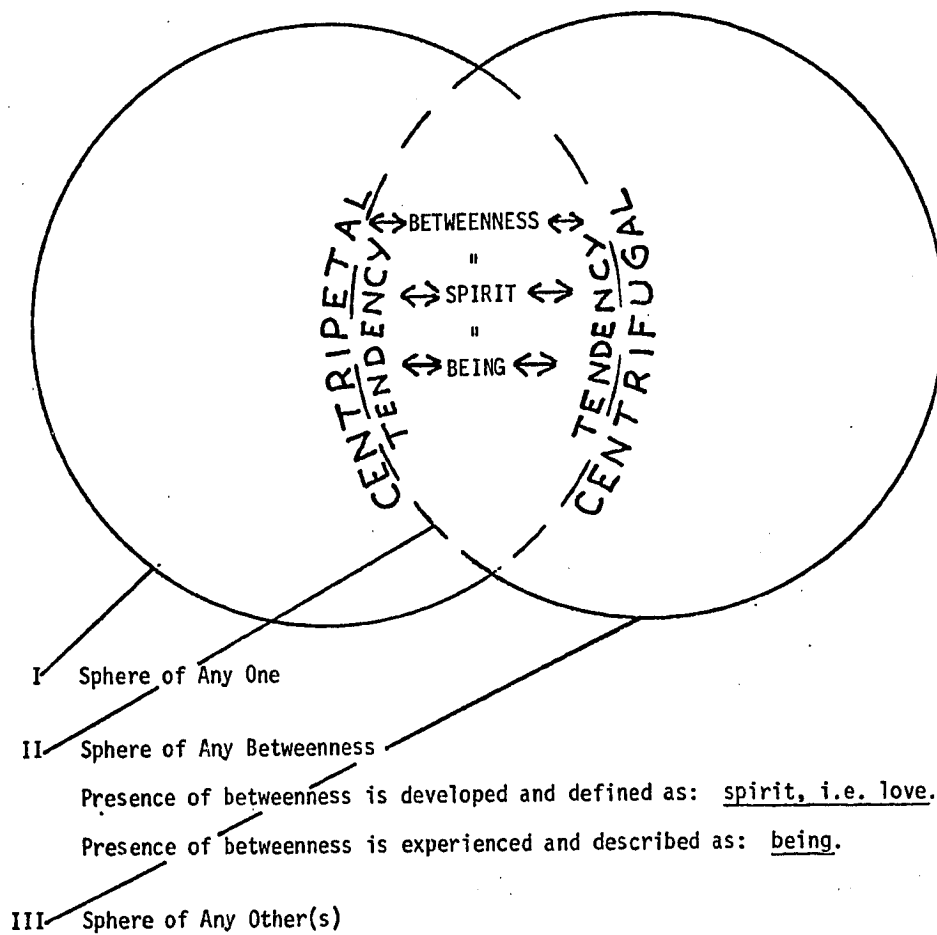 CENTRIPETAL
TENDENCY
↔ BETWEENNESS ↔
"
↔ SPIRIT ↔
"
↔ BEING ↔
TENDENCY
CENTRIFUGAL
I Sphere of Any One
II Sphere of Any Betweenness
Presence of betweenness is developed and defined as: spirit, i.e. love.
Presence of betweenness is experienced and described as: being.
III Sphere of Any Other(s)